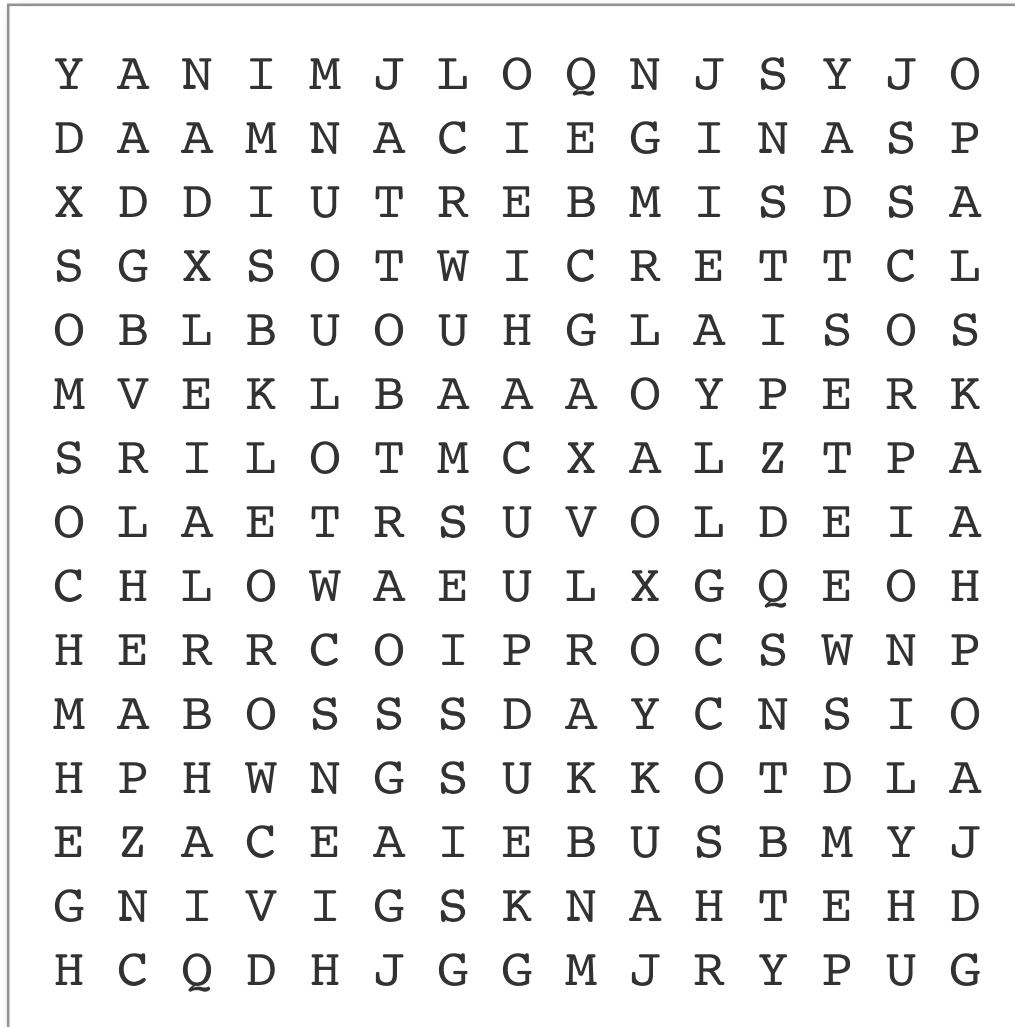 Y A N I M J L O Q N J S Y J O
D A A M N A C I E G I N A S P
X D D I U T R E B M I S D S A
S G X S O T W I C R E T T C L
O B L B U O U H G L A I S O S
M V E K L B A A A O Y P E R K
S R I L O T M C X A L Z T P A
O L A E T R S U V O L D E I A
C H L O W A E U L X G Q E O H
H E R R C O I P R O C S W N P
M A B O S S S D A Y C N S I O
H P H W N G S U K K O T D L A
E Z A C E A I E B U S B M Y J
G N I V I G S K N A H T E H D
H C Q D H J G G M J R Y P U G